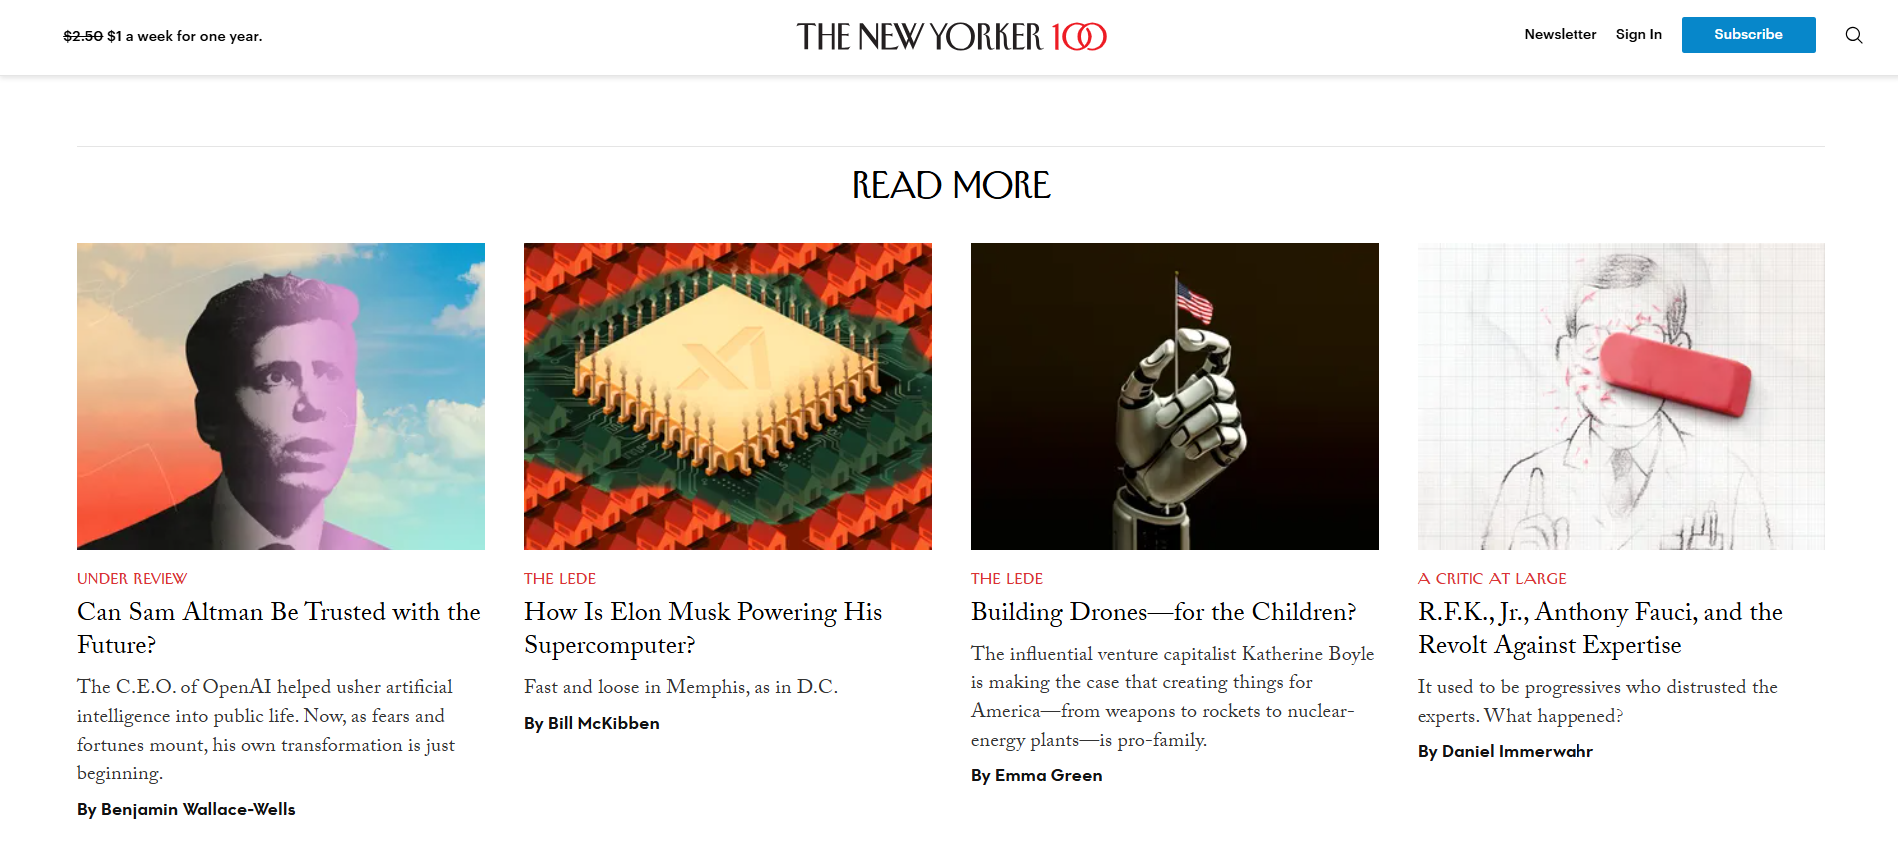 $2.50 $1 a week for one year.
THE NEW YORKER 100
Newsletter
Sign In
Subscribe
READ MORE
UNDER REVIEW
Can Sam Altman Be Trusted with the
Future?
The C.E.O. of OpenAI helped usher artificial
intelligence into public life. Now, as fears and
fortunes mount, his own transformation is just
beginning.
By Benjamin Wallace-Wells
THE LEDE
How Is Elon Musk Powering His
Supercomputer?
Fast and loose in Memphis, as in D.C.
By Bill McKibben
THE LEDE
Building Drones—for the Children?
The influential venture capitalist Katherine Boyle
is making the case that creating things for
America—from weapons to rockets to nuclear-
energy plants—is pro-family.
By Emma Green
A CRITIC AT LARGE
R.F.K., Jr., Anthony Fauci, and the
Revolt Against Expertise
It used to be progressives who distrusted the
experts. What happened?
By Daniel Immerwahr